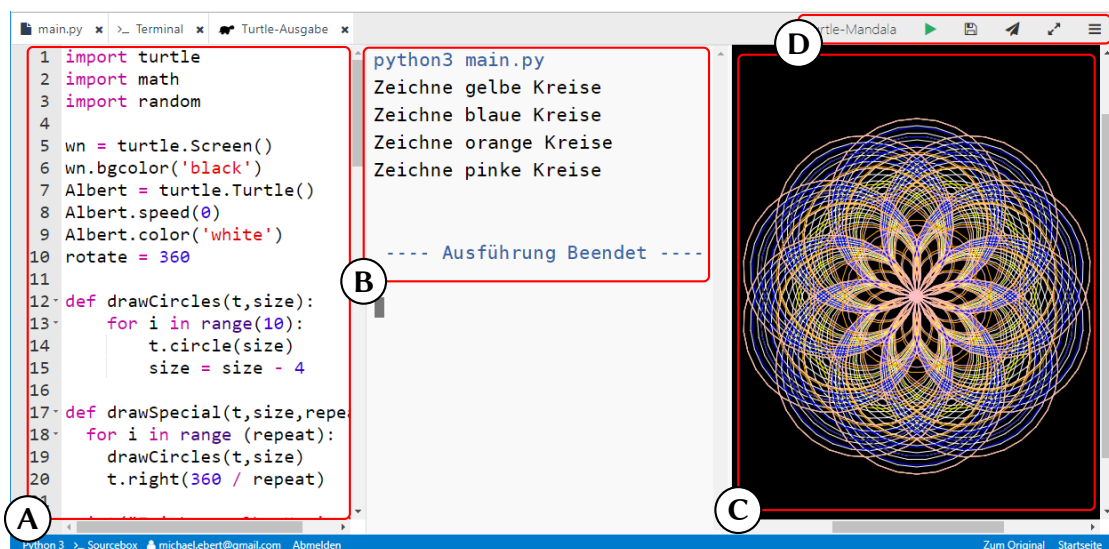 main.py × >_ Terminal × Turtle-Ausgabe ×
rtle-Mandala
D
1 import turtle
2 import math
3 import random
4
5 wn = turtle.Screen()
6 wn.bgcolor('black')
7 Albert = turtle.Turtle()
8 Albert.speed(0)
9 Albert.color('white')
10 rotate = 360
11
12 def drawCircles(t,size):
13 for i in range(10):
14 t.circle(size)
15 size = size - 4
16
17 def drawSpecial(t,size,repea
18 for i in range (repeat):
19 drawCircles(t,size)
20 t.right(360 / repeat)
A
python3 main.py
Zeichne gelbe Kreise
Zeichne blaue Kreise
Zeichne orange Kreise
Zeichne pinke Kreise
---- Ausführung Beendet ----
B
C
Python 3 >_ Sourcebox michael.ebert@gmail.com Abmelden
Zum Original Startseite